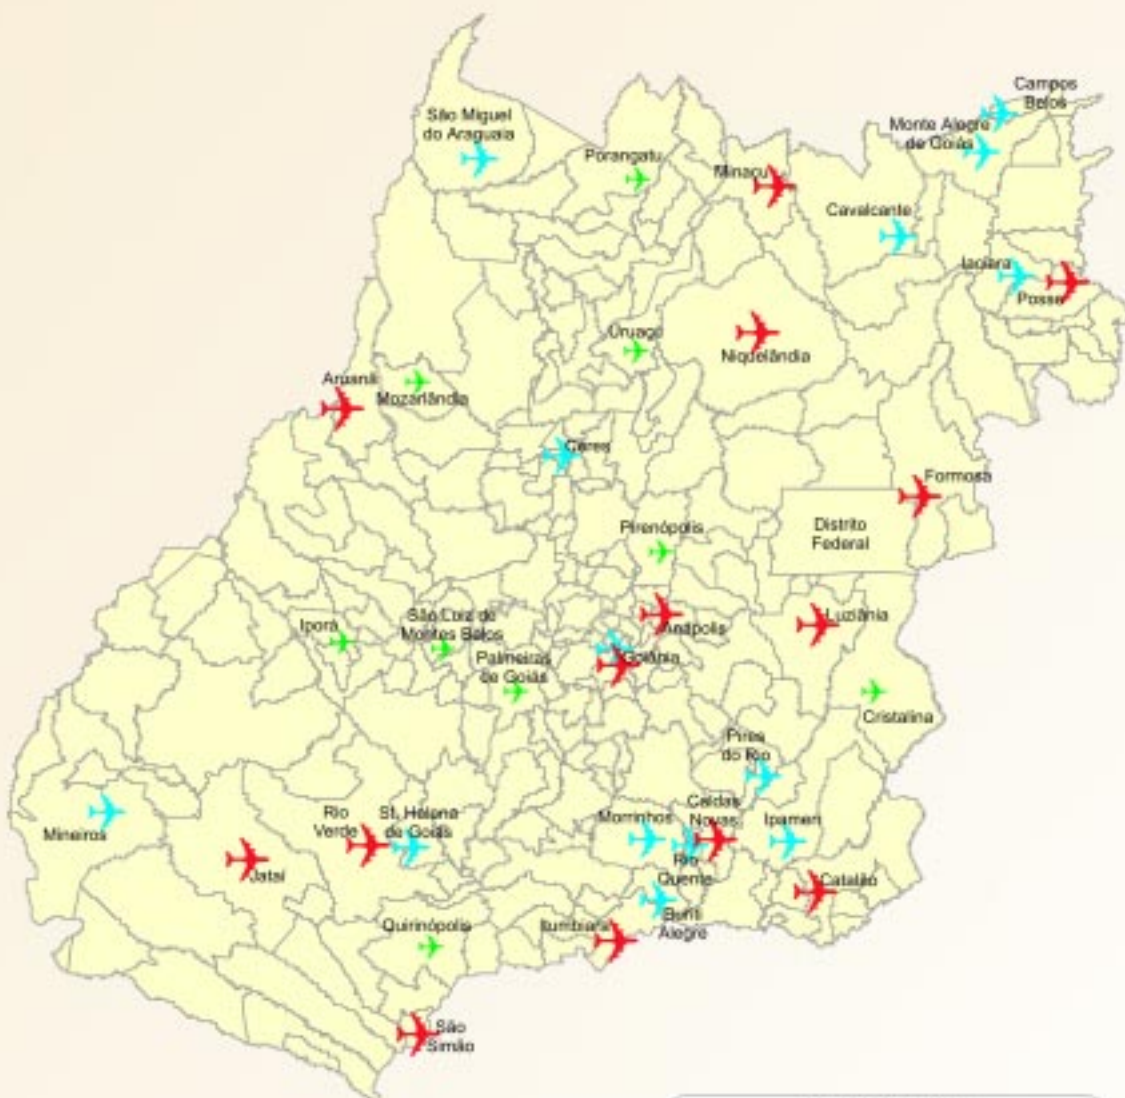 Campos
Belos
São Miguel
do Araguaia
Monte Alegre
de Goiás
Porangatu
Minaçu
Cavalcante
Iaciara
Posse
Uruaçu
Niquelândia
Aruanã
Mozarlândia
Ceres
Formosa
Pirenópolis
Distrito
Federal
Iporá
São Luiz de
Montes Belos
Anápolis
Luziânia
Palmeiras
de Goiás
Goiânia
Cristalina
Pires
do Rio
Mineiros
Rio
Verde
St. Helena
de Goiás
Morrinhos
Caldas
Novas
Ipameri
Jataí
Rio
Quente
Catalão
Quirinópolis
Itumbiara
Buriti
Alegre
São
Simão